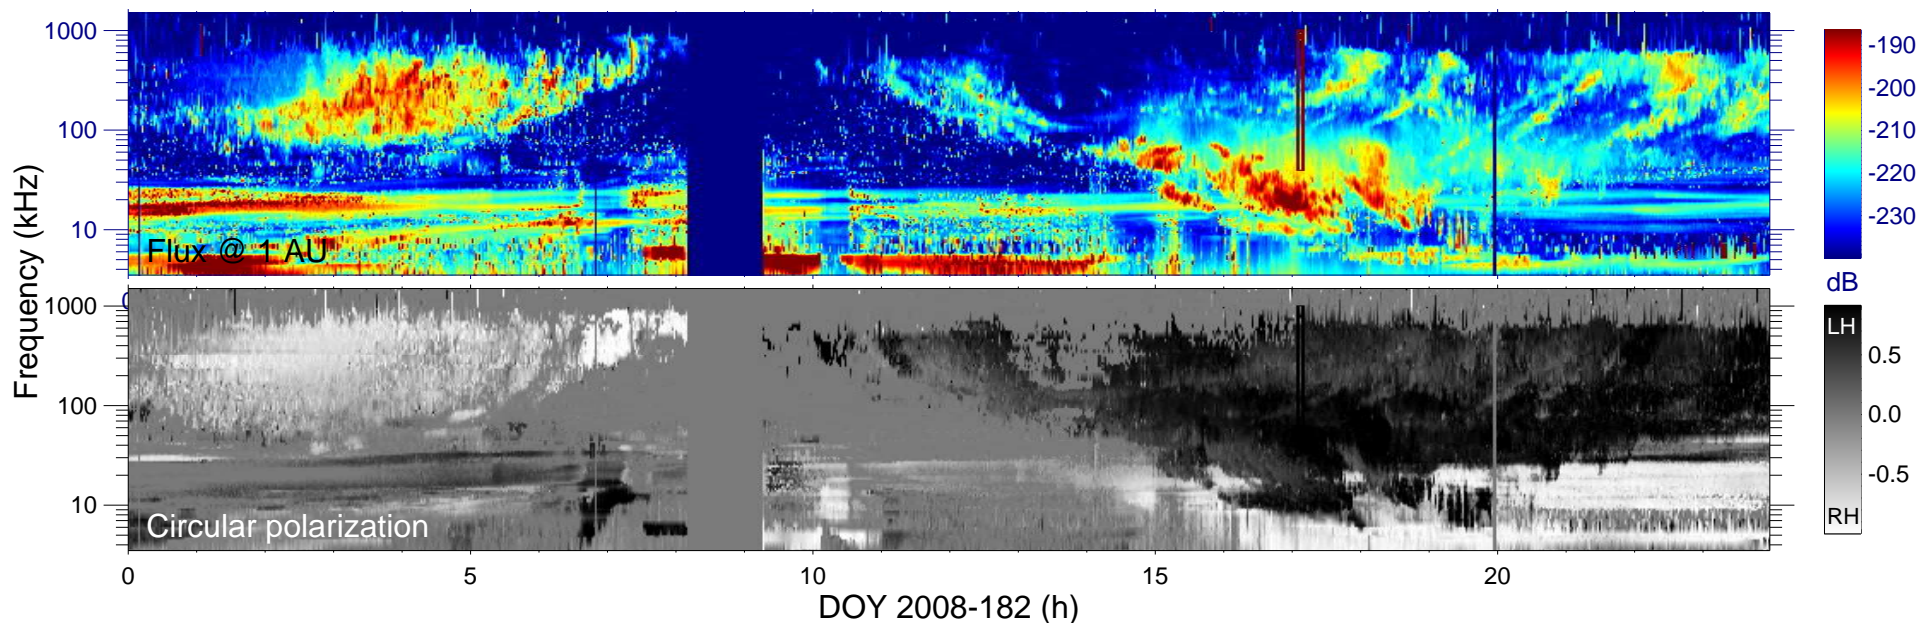 1000
100
10
Flux @ 1 AU
-190
-200
-210
-220
-230
dB
Frequency (kHz)
0
1000
100
10
Circular polarization
LH
0.5
0.0
-0.5
RH
0 5 10 15 20
DOY 2008-182 (h)